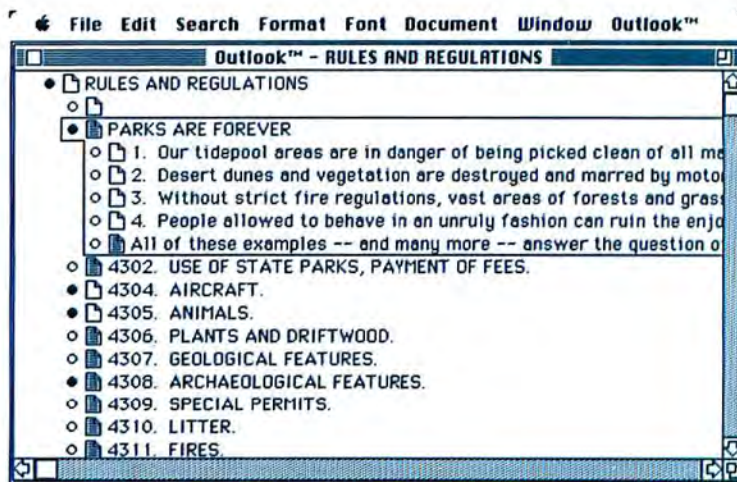 File Edit Search Format Font Document Window Outlook™
Outlook™ - RULES AND REGULATIONS
RULES AND REGULATIONS
PARKS ARE FOREVER
1. Our tidepool areas are in danger of being picked clean of all ma
2. Desert dunes and vegetation are destroyed and marred by moto
3. Without strict fire regulations, vast areas of forests and gras
4. People allowed to behave in an unruly fashion can ruin the enjo
All of these examples -- and many more -- answer the question o
4302. USE OF STATE PARKS, PAYMENT OF FEES.
4304. AIRCRAFT.
4305. ANIMALS.
4306. PLANTS AND DRIFTWOOD.
4307. GEOLOGICAL FEATURES.
4308. ARCHAEOLOGICAL FEATURES.
4309. SPECIAL PERMITS.
4310. LITTER.
4311. FIRES.